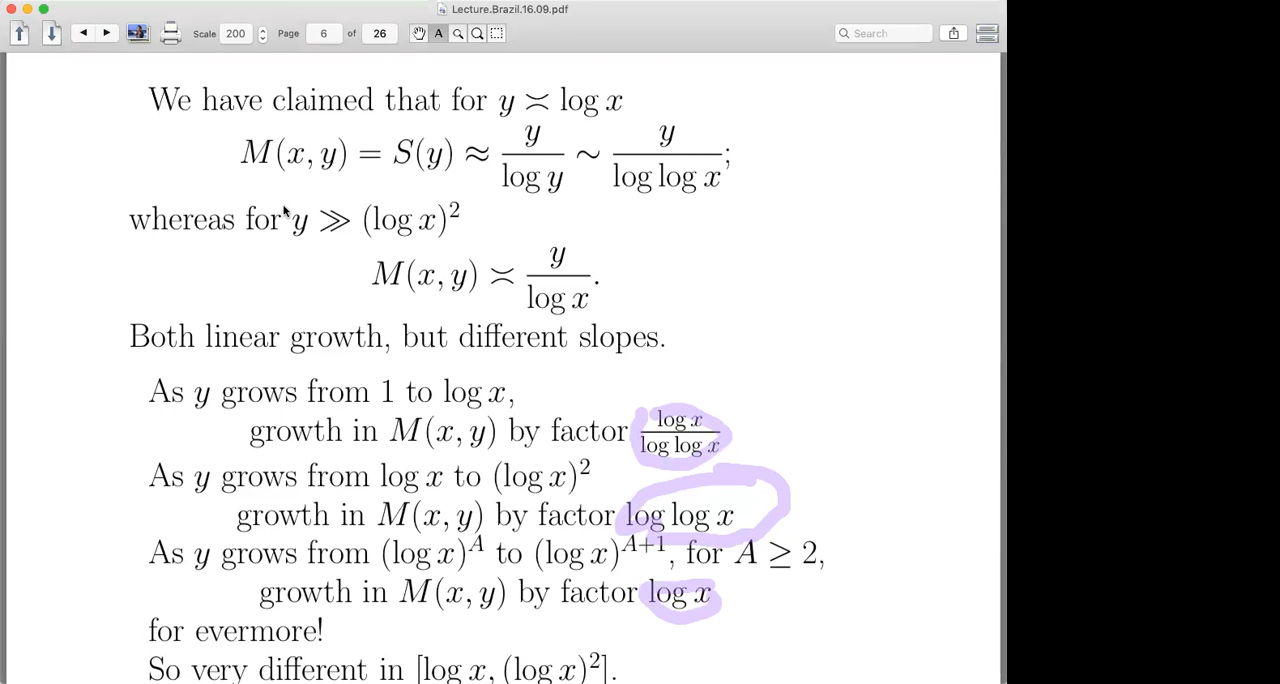 Lecture.Brazil.16.09.pdf
Scale 200 Page 6 of 26 A Search
We have claimed that for y ≍ log x
M(x, y) = S(y) ≈ y / log y ∼ y / log log x ;
whereas for y ≫ (log x)²
M(x, y) ≍ y / log x .
Both linear growth, but different slopes.
As y grows from 1 to log x,
growth in M(x, y) by factor log x / log log x
As y grows from log x to (log x)²
growth in M(x, y) by factor log log x
As y grows from (log x)^A to (log x)^{A+1}, for A ≥ 2,
growth in M(x, y) by factor log x
for evermore!
So very different in [log x, (log x)²].